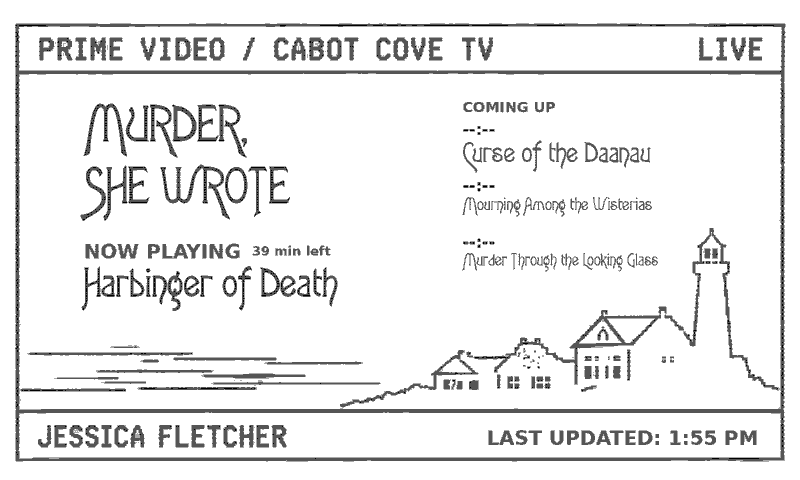 PRIME VIDEO / CABOT COVE TV
LIVE
MURDER,
SHE WROTE
NOW PLAYING 39 min left
Harbinger of Death
COMING UP
--:--
Curse of the Daanau
--:--
Mourning Among the Wisterias
--:--
Murder Through the Looking Glass
JESSICA FLETCHER
LAST UPDATED: 1:55 PM